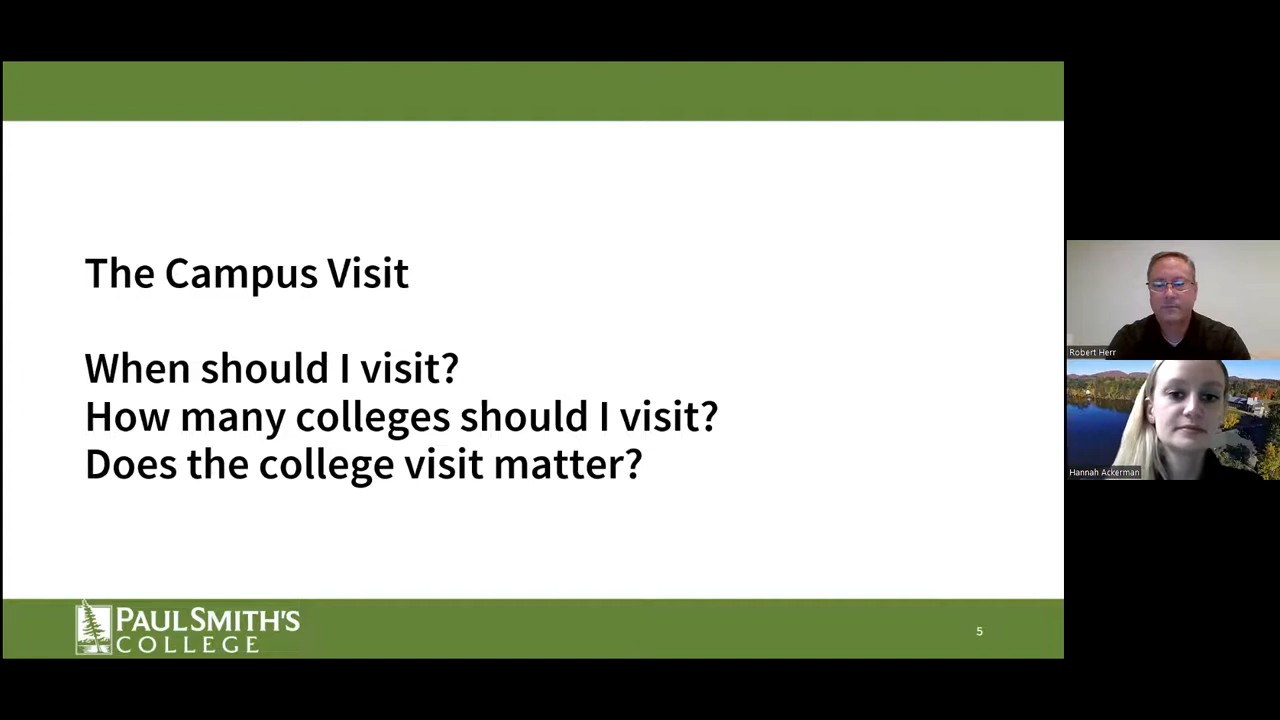 The Campus Visit
When should I visit?
How many colleges should I visit?
Does the college visit matter?
PAUL SMITH'S
COLLEGE
5
Robert Herr
Hannah Ackerman